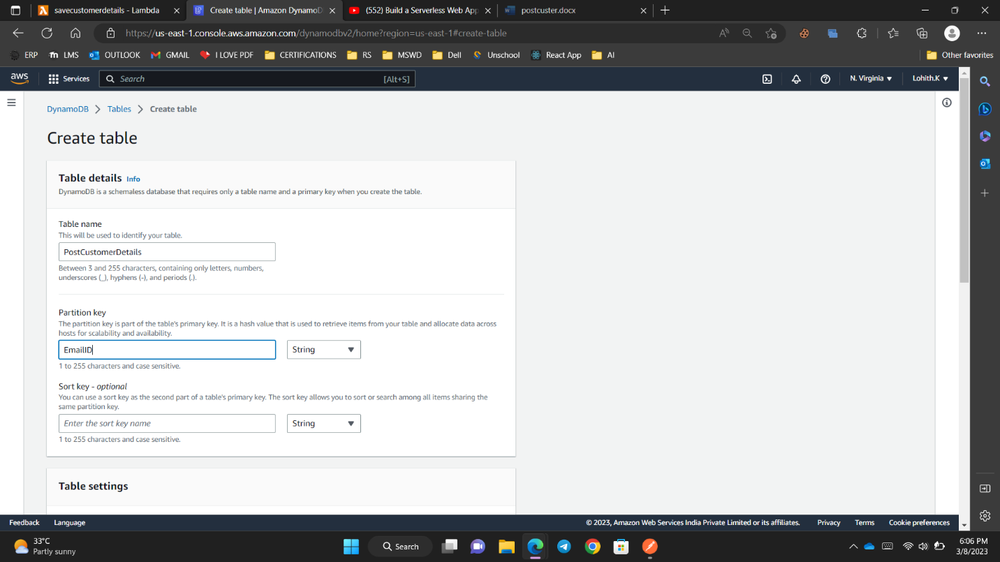 savecustomerdetails - Lambda
Create table | Amazon DynamoD
(552) Build a Serverless Web App
postcuster.docx
https://us-east-1.console.aws.amazon.com/dynamodbv2/home?region=us-east-1#create-table
ERP
LMS
OUTLOOK
GMAIL
I LOVE PDF
CERTIFICATIONS
RS
MSWD
Dell
Unschool
React App
AI
Other favorites
aws
Services
Search
[Alt+S]
N. Virginia
Lohith.K
DynamoDB
Tables
Create table
Create table
Table details Info
DynamoDB is a schemaless database that requires only a table name and a primary key when you create the table.
Table name
This will be used to identify your table.
PostCustomerDetails
Between 3 and 255 characters, containing only letters, numbers,
underscores (_), hyphens (-), and periods (.).
Partition key
The partition key is part of the table's primary key. It is a hash value that is used to retrieve items from your table and allocate data across
hosts for scalability and availability.
EmailID
String
1 to 255 characters and case sensitive.
Sort key - optional
You can use a sort key as the second part of a table's primary key. The sort key allows you to sort or search among all items sharing the
same partition key.
Enter the sort key name
String
1 to 255 characters and case sensitive.
Table settings
Feedback
Language
© 2023, Amazon Web Services India Private Limited or its affiliates.
Privacy
Terms
Cookie preferences
33°C
Partly sunny
Search
6:06 PM
3/8/2023